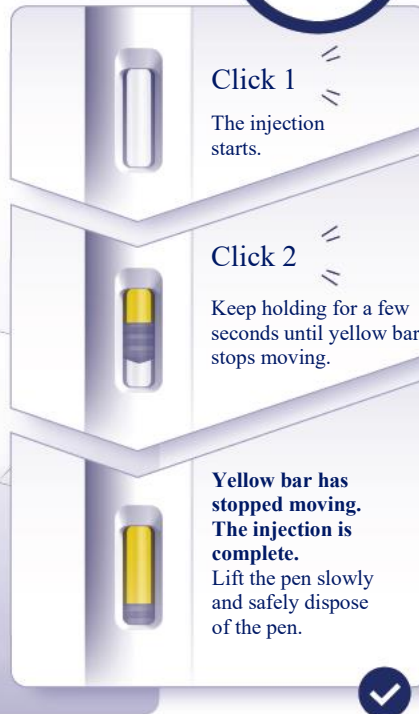 Click 1
The injection
starts.
Click 2
Keep holding for a few
seconds until yellow bar
stops moving.
Yellow bar has
stopped moving.
The injection is
complete.
Lift the pen slowly
and safely dispose
of the pen.